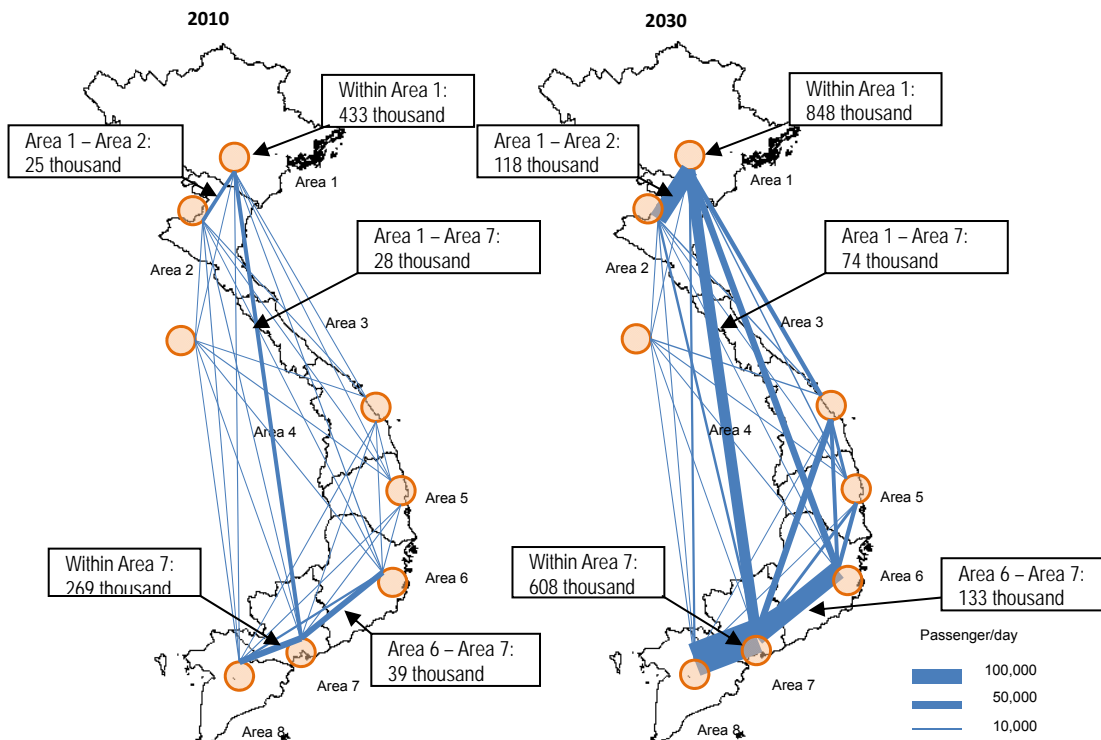 2010
Within Area 1:
433 thousand
Area 1 – Area 2:
25 thousand
Area 1
Area 1 – Area 7:
28 thousand
Area 2
Area 3
Area 4
Area 5
Within Area 7:
269 thousand
Area 6
Area 6 – Area 7:
39 thousand
Area 7
Area 8
2030
Within Area 1:
848 thousand
Area 1 – Area 2:
118 thousand
Area 1
Area 1 – Area 7:
74 thousand
Area 2
Area 3
Area 4
Area 5
Within Area 7:
608 thousand
Area 6
Area 6 – Area 7:
133 thousand
Area 7
Area 8
Passenger/day
100,000
50,000
10,000